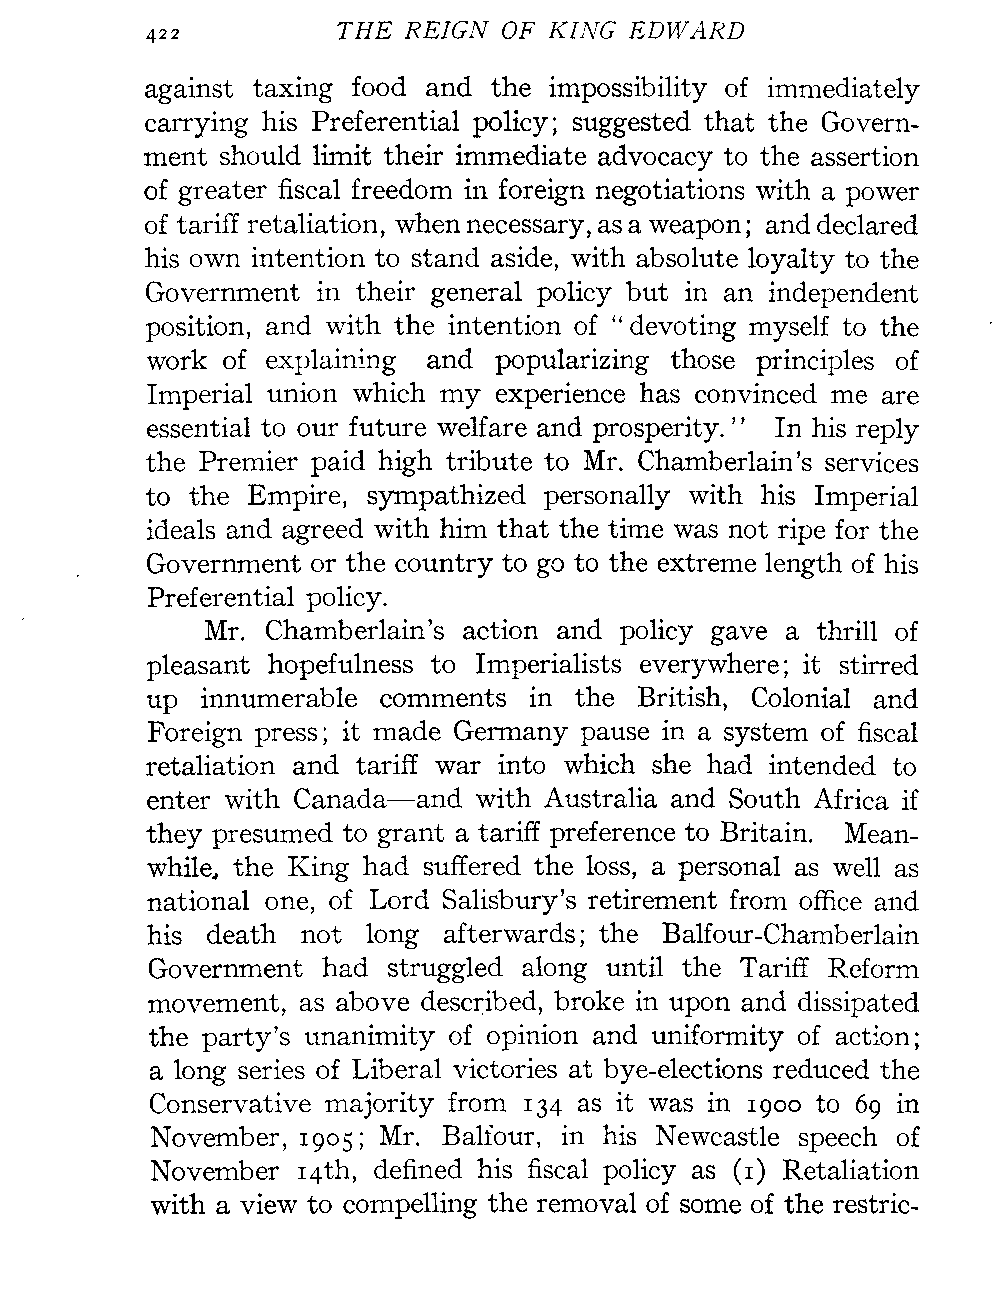 422 THE REIGN OF KING EDWARD
against taxing food and the impossibility of immediately
carrying his Preferential policy; suggested that the Govern-
ment should limit their immediate advocacy to the assertion
of greater fiscal freedom in foreign negotiations with a power
of tariff retaliation, when necessary, as a weapon; and declared
his own intention to stand aside, with absolute loyalty to the
Government in their general policy but in an independent
position, and with the intention of "devoting myself to the
work of explaining and popularizing those principles of
Imperial union which my experience has convinced me are
essential to our future welfare and prosperity." In his reply
the Premier paid high tribute to Mr. Chamberlain's services
to the Empire, sympathized personally with his Imperial
ideals and agreed with him that the time was not ripe for the
Government or the country to go to the extreme length of his
Preferential policy.
Mr. Chamberlain's action and policy gave a thrill of
pleasant hopefulness to Imperialists everywhere; it stirred
up innumerable comments in the British, Colonial and
Foreign press; it made Germany pause in a system of fiscal
retaliation and tariff war into which she had intended to
enter with Canada—and with Australia and South Africa if
they presumed to grant a tariff preference to Britain. Mean-
while, the King had suffered the loss, a personal as well as
national one, of Lord Salisbury's retirement from office and
his death not long afterwards; the Balfour-Chamberlain
Government had struggled along until the Tariff Reform
movement, as above described, broke in upon and dissipated
the party's unanimity of opinion and uniformity of action;
a long series of Liberal victories at bye-elections reduced the
Conservative majority from 134 as it was in 1900 to 69 in
November, 1905; Mr. Balfour, in his Newcastle speech of
November 14th, defined his fiscal policy as (1) Retaliation
with a view to compelling the removal of some of the restric-